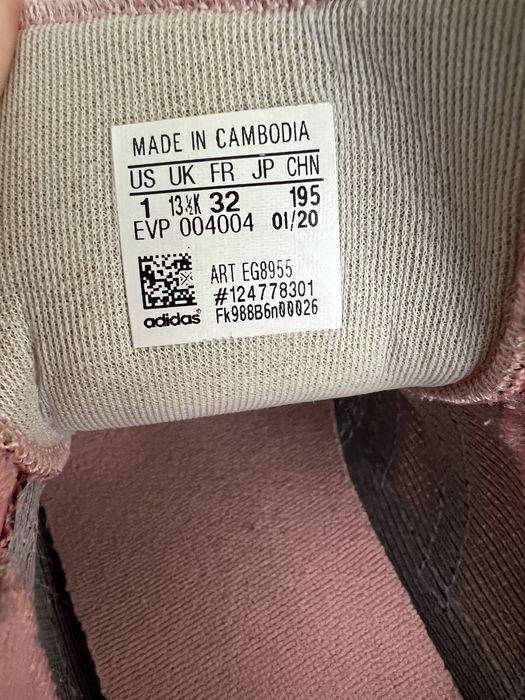 MADE IN CAMBODIA
US UK FR JP CHN
1 13½K 32 195
EVP 004004 01/20
ART EG8955
#124778301
adidas® Fk988B6n00026